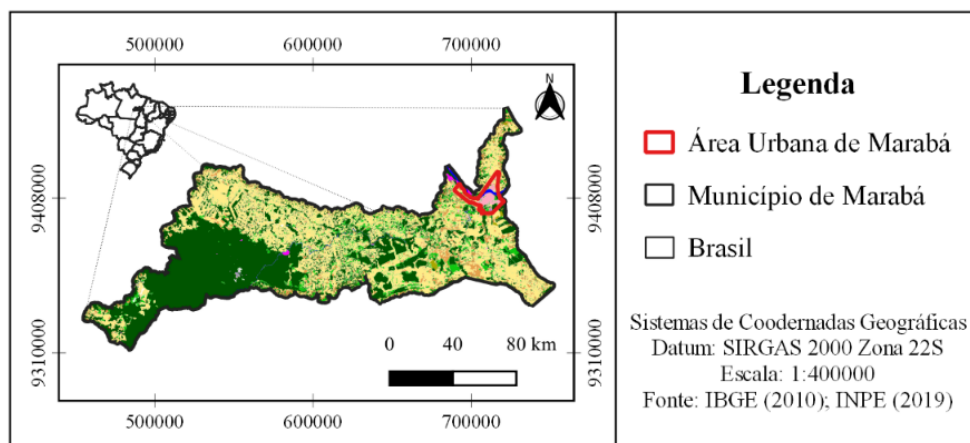 500000 600000 700000
N
9408000 9408000
9310000 9310000
0 40 80 km
500000 600000 700000
Legenda
Área Urbana de Marabá
Município de Marabá
Brasil
Sistemas de Coodernadas Geográficas
Datum: SIRGAS 2000 Zona 22S
Escala: 1:400000
Fonte: IBGE (2010); INPE (2019)